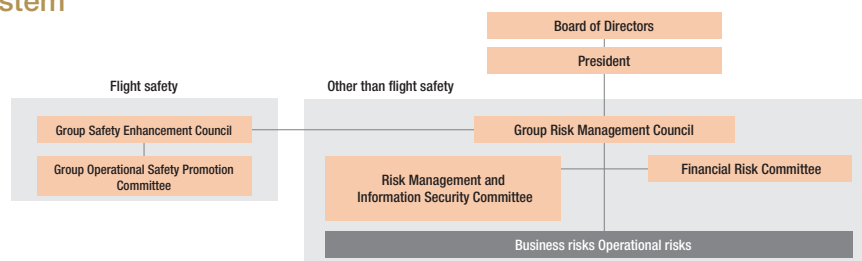 Board of Directors
President
Flight safety
Other than flight safety
Group Safety Enhancement Council
Group Risk Management Council
Group Operational Safety Promotion
Committee
Risk Management and
Information Security Committee
Financial Risk Committee
Business risks Operational risks